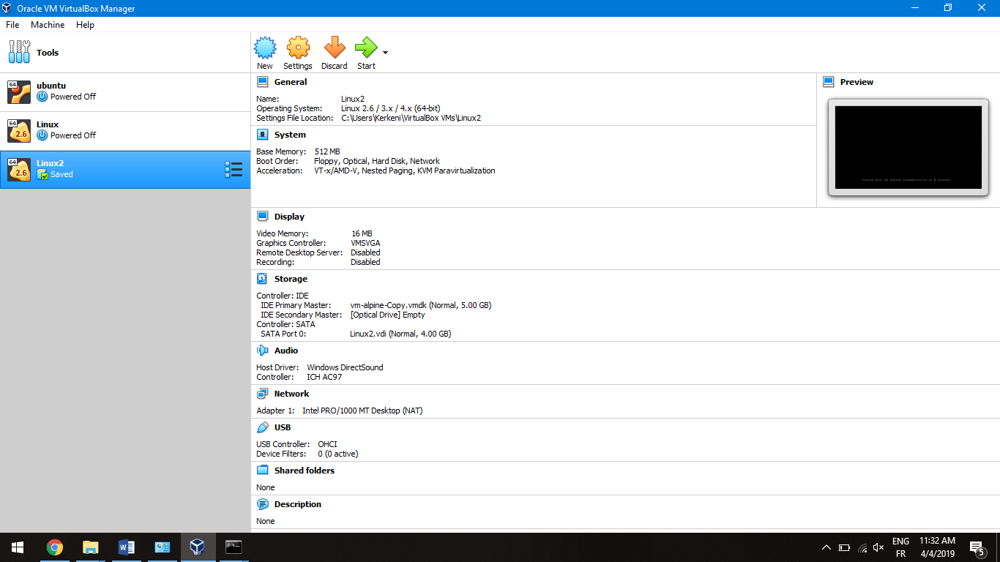 Oracle VM VirtualBox Manager
File Machine Help
Tools
New Settings Discard Start
64
ubuntu
Powered Off
64
2.6
Linux
Powered Off
64
2.6
Linux2
Saved
General
Name: Linux2
Operating System: Linux 2.6 / 3.x / 4.x (64-bit)
Settings File Location: C:\Users\Kerkeni\VirtualBox VMs\Linux2
Preview
Alpine will be booted automatically in 2 seconds.
System
Base Memory: 512 MB
Boot Order: Floppy, Optical, Hard Disk, Network
Acceleration: VT-x/AMD-V, Nested Paging, KVM Paravirtualization
Display
Video Memory: 16 MB
Graphics Controller: VMSVGA
Remote Desktop Server: Disabled
Recording: Disabled
Storage
Controller: IDE
IDE Primary Master: vm-alpine-Copy.vmdk (Normal, 5.00 GB)
IDE Secondary Master: [Optical Drive] Empty
Controller: SATA
SATA Port 0: Linux2.vdi (Normal, 4.00 GB)
Audio
Host Driver: Windows DirectSound
Controller: ICH AC97
Network
Adapter 1: Intel PRO/1000 MT Desktop (NAT)
USB
USB Controller: OHCI
Device Filters: 0 (0 active)
Shared folders
None
Description
None
ENG
FR
11:32 AM
4/4/2019
5